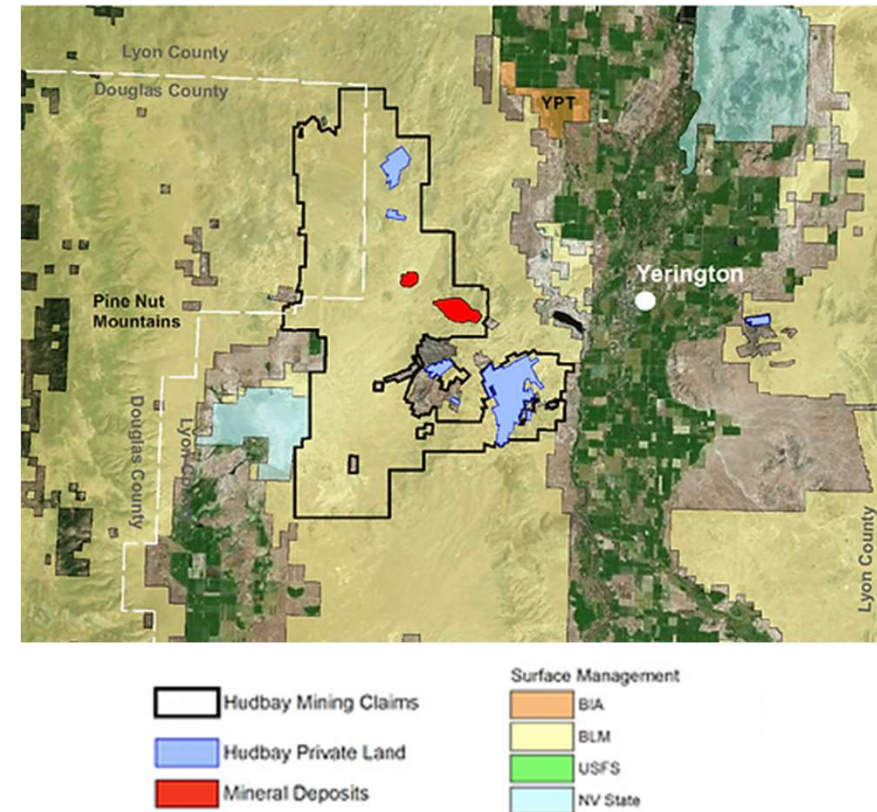 Lyon County
Douglas County
YPT
Yerington
Pine Nut
Mountains
Douglas County
Lyon County
Lyon County
Hudbay Mining Claims
Hudbay Private Land
Mineral Deposits
Surface Management
BIA
BLM
USFS
NV State